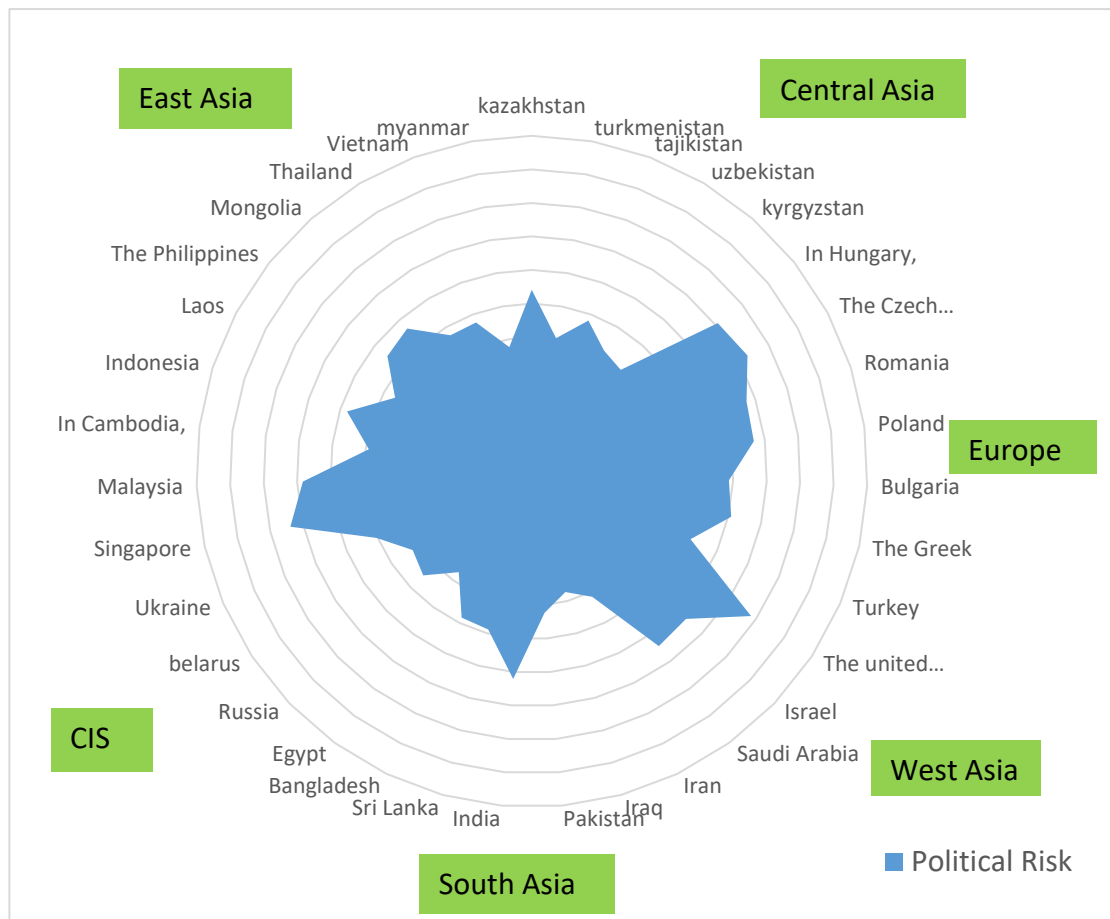 East Asia
Central Asia
kazakhstan
turkmenistan
tajikistan
uzbekistan
kyrgyzstan
In Hungary,
The Czech...
Romania
Poland
Europe
Bulgaria
The Greek
Turkey
The united...
Israel
Saudi Arabia
West Asia
Iran
Iraq
Pakistan
India
South Asia
Sri Lanka
Bangladesh
Egypt
Russia
CIS
belarus
Ukraine
Singapore
Malaysia
In Cambodia,
Indonesia
Laos
The Philippines
Mongolia
Thailand
Vietnam
myanmar
Political Risk